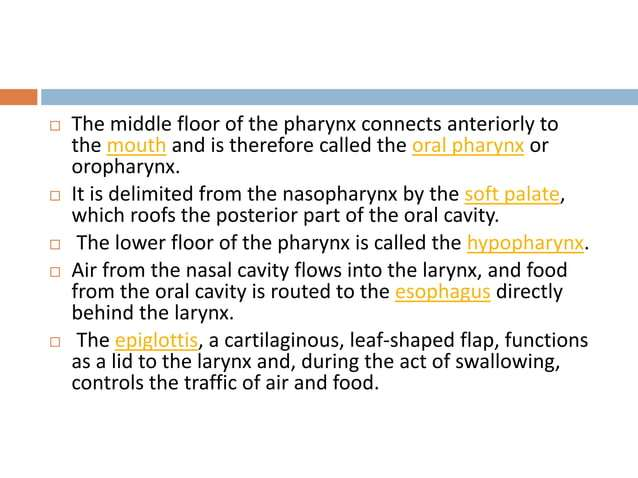 The middle floor of the pharynx connects anteriorly to
the mouth and is therefore called the oral pharynx or
oropharynx.
It is delimited from the nasopharynx by the soft palate,
which roofs the posterior part of the oral cavity.
The lower floor of the pharynx is called the hypopharynx.
Air from the nasal cavity flows into the larynx, and food
from the oral cavity is routed to the esophagus directly
behind the larynx.
The epiglottis, a cartilaginous, leaf-shaped flap, functions
as a lid to the larynx and, during the act of swallowing,
controls the traffic of air and food.